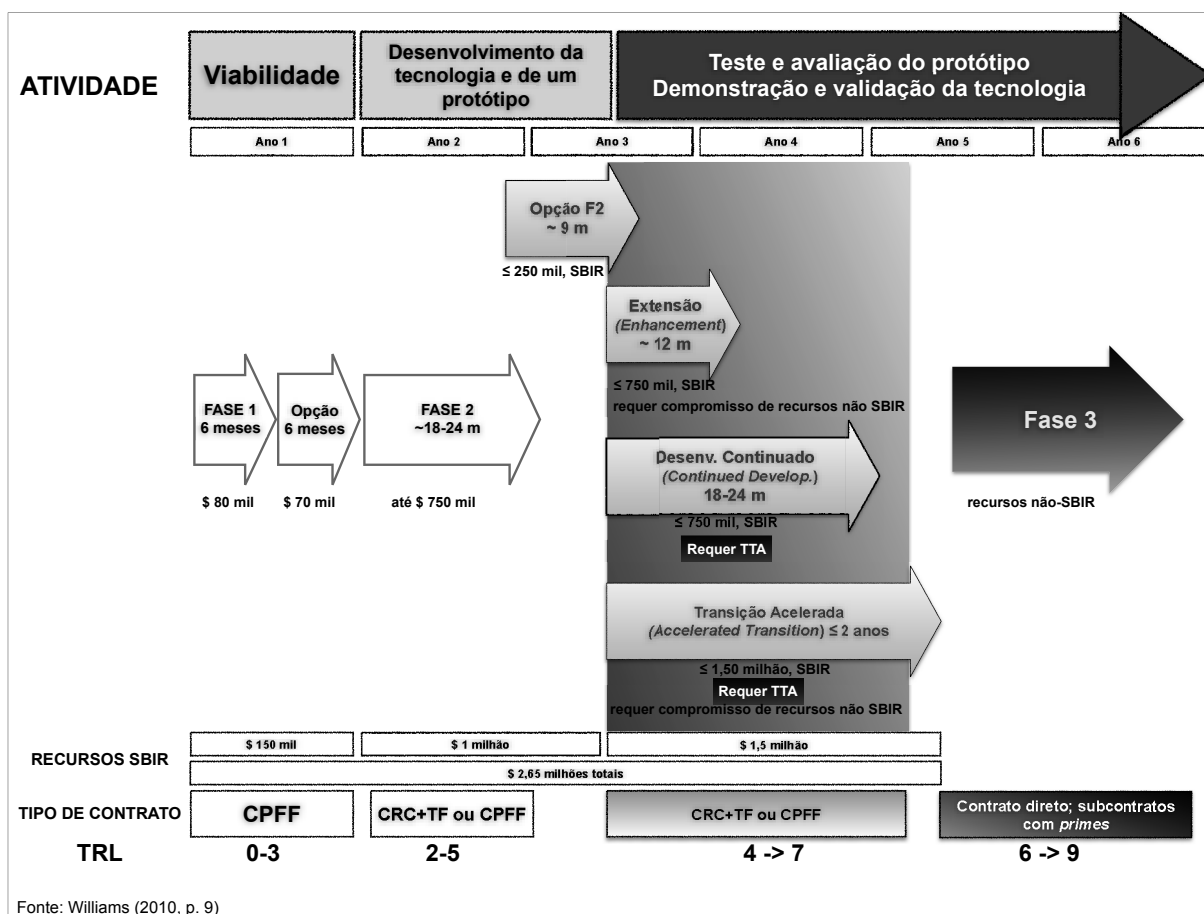 ATIVIDADE
Viabilidade
Desenvolvimento da
tecnologia e de um
protótipo
Teste e avaliação do protótipo
Demonstração e validação da tecnologia
Ano 1
Ano 2
Ano 3
Ano 4
Ano 5
Ano 6
Opção F2
~ 9 m
≤ 250 mil, SBIR
Extensão
(Enhancement)
~ 12 m
≤ 750 mil, SBIR
requer compromisso de recursos não SBIR
FASE 1
6 meses
$ 80 mil
Opção
6 meses
$ 70 mil
FASE 2
~18-24 m
até $ 750 mil
Desenv. Continuado
(Continued Develop.)
18-24 m
≤ 750 mil, SBIR
Requer TTA
Fase 3
recursos não-SBIR
Transição Acelerada
(Accelerated Transition) ≤ 2 anos
≤ 1,50 milhão, SBIR
Requer TTA
requer compromisso de recursos não SBIR
RECURSOS SBIR
$ 150 mil
$ 1 milhão
$ 1,5 milhão
$ 2,65 milhões totais
TIPO DE CONTRATO
CPFF
CRC+TF ou CPFF
CRC+TF ou CPFF
Contrato direto; subcontratos
com primes
TRL
0-3
2-5
4 -> 7
6 -> 9
Fonte: Williams (2010, p. 9)